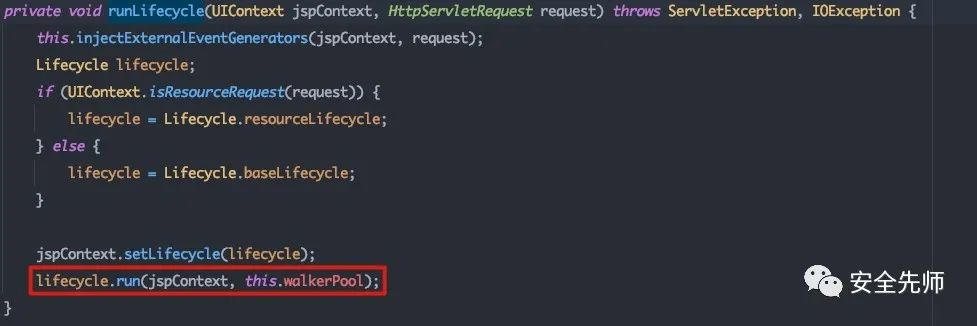 private void runLifecycle(UIContext jspContext, HttpServletRequest request) throws ServletException, IOException {
    this.injectExternalEventGenerators(jspContext, request);
    Lifecycle lifecycle;
    if (UIContext.isResourceRequest(request)) {
        lifecycle = Lifecycle.resourceLifecycle;
    } else {
        lifecycle = Lifecycle.baseLifecycle;
    }
    jspContext.setLifecycle(lifecycle);
    lifecycle.run(jspContext, this.walkerPool);
}
安全先师